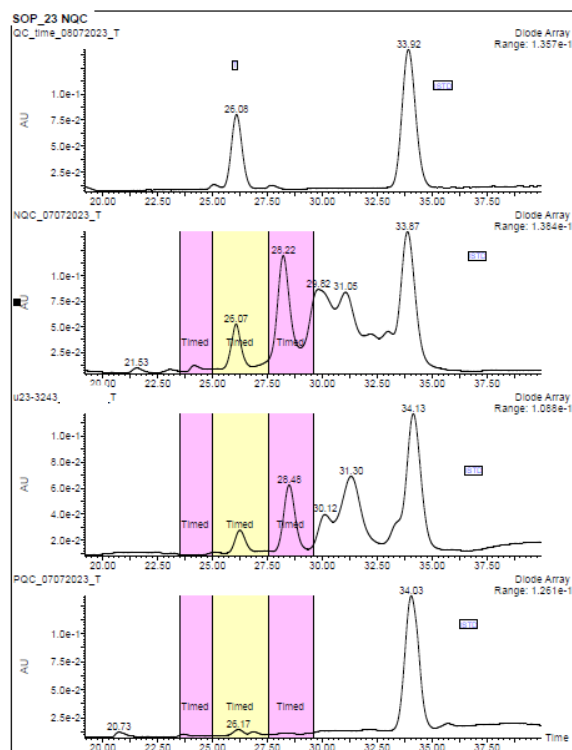 SOP_23 NQC
QC_time_08072023_T
Diode Array
Range: 1.357e-1
33.92
ISTD
26.08
AU
1.0e-1
7.5e-2
5.0e-2
2.5e-2
20.00 22.50 25.00 27.50 30.00 32.50 35.00 37.50
NQC_07072023_T
Diode Array
Range: 1.384e-1
33.87
28.22
ISTD
29.82
31.05
26.07
21.53
Timed Timed Timed
AU
1.0e-1
7.5e-2
5.0e-2
2.5e-2
20.00 22.50 25.00 27.50 30.00 32.50 35.00 37.50
u23-3243_ _T
Diode Array
Range: 1.088e-1
34.13
ISTD
28.48
31.30
30.12
Timed Timed Timed
AU
1.0e-1
8.0e-2
6.0e-2
4.0e-2
2.0e-2
20.00 22.50 25.00 27.50 30.00 32.50 35.00 37.50
PQC_07072023_T
Diode Array
Range: 1.261e-1
34.03
ISTD
Timed Timed Timed
20.73
26.17
AU
1.0e-1
7.5e-2
5.0e-2
2.5e-2
Time
20.00 22.50 25.00 27.50 30.00 32.50 35.00 37.50